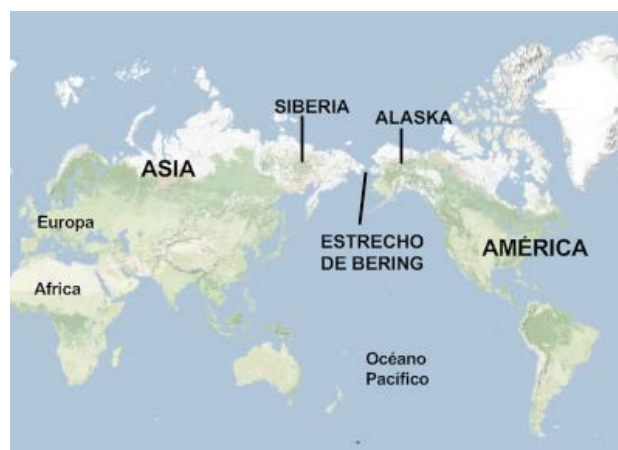 SIBERIA
ALASKA
ASIA
Europa
ESTRECHO
DE BERING
AMÉRICA
Africa
Océano
Pacífico